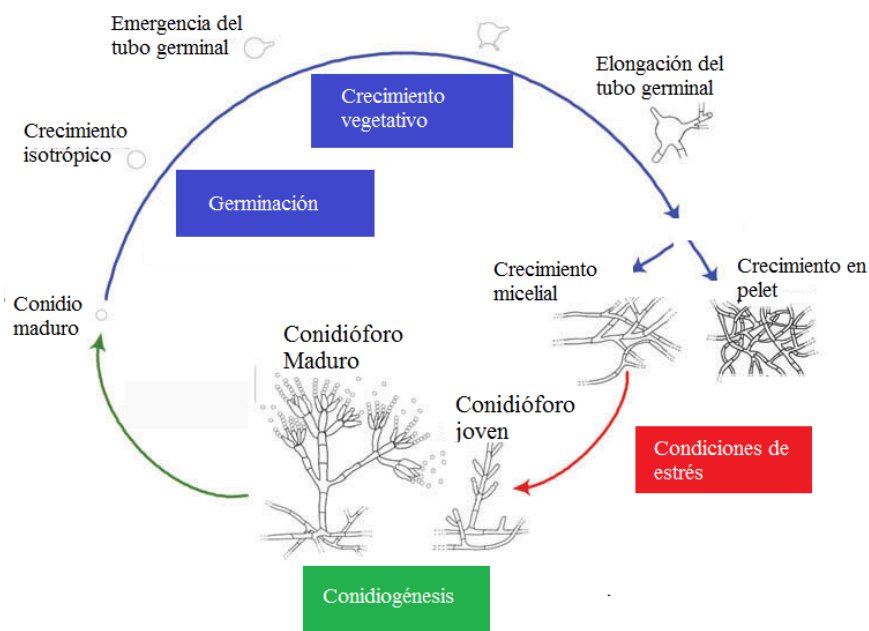 Emergencia del
tubo germinal
Elongación del
tubo germinal
Crecimiento
vegetativo
Crecimiento
isotrópico
Germinación
Crecimiento
micelial
Crecimiento en
pelet
Conidio
maduro
Conidióforo
Maduro
Conidióforo
joven
Condiciones de
estrés
Conidiogénesis